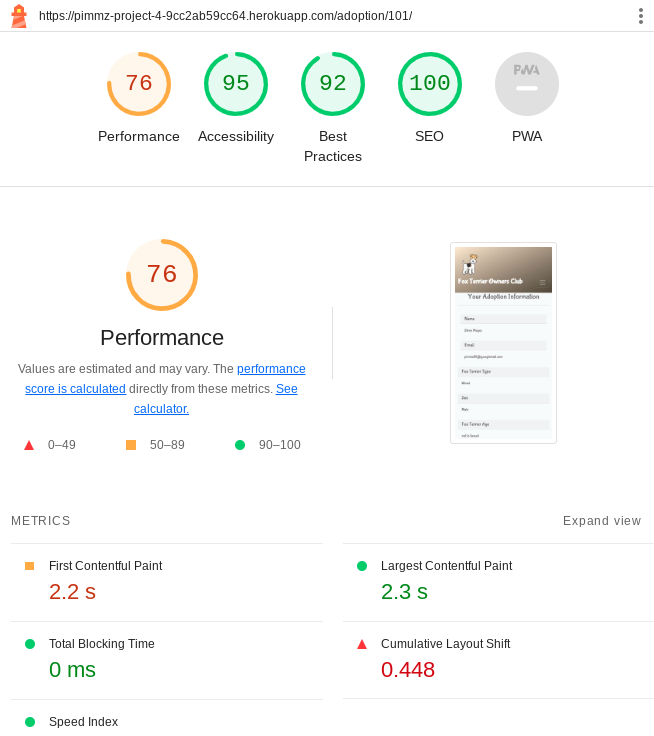 https://pimmz-project-4-9cc2ab59cc64.herokuapp.com/adoption/101/
76
95
92
100
PWA
Performance
Accessibility
Best
Practices
SEO
PWA
76
Performance
Values are estimated and may vary. The performance
score is calculated directly from these metrics. See
calculator.
0–49
50–89
90–100
Fox Terrier Owners Club
Your Adoption Information
Name
Email
Fox Terrier Type
Fox Terrier Age
METRICS
Expand view
First Contentful Paint
2.2 s
Largest Contentful Paint
2.3 s
Total Blocking Time
0 ms
Cumulative Layout Shift
0.448
Speed Index